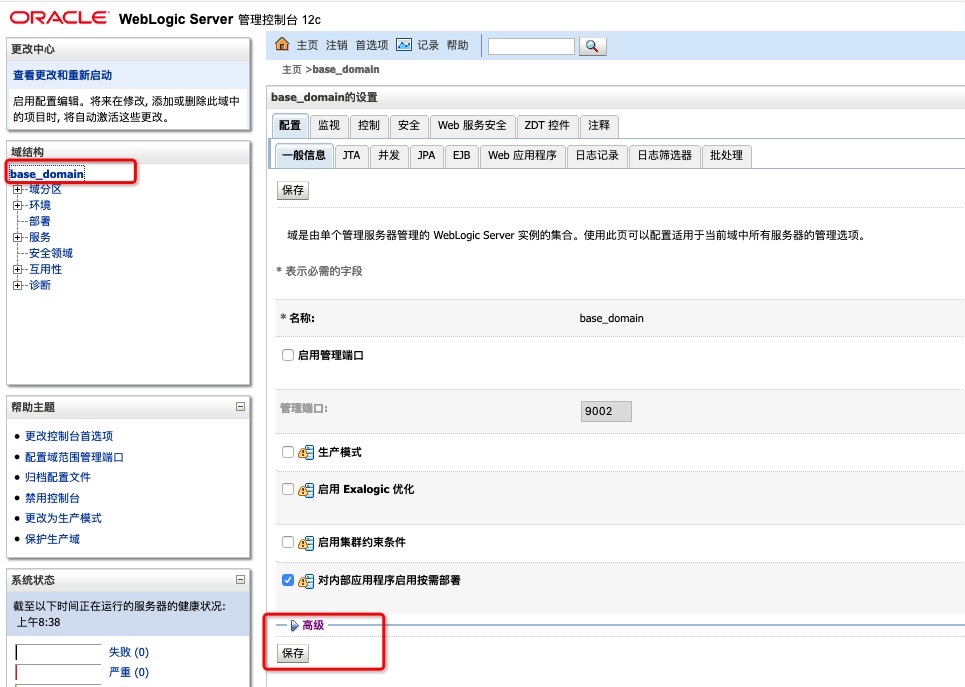 ORACLE WebLogic Server 管理控制台 12c
更改中心
查看更改和重新启动
启用配置编辑。将来在修改, 添加或删除此域中
的项目时, 将自动激活这些更改。
域结构
base_domain
域分区
环境
部署
服务
安全领域
互用性
诊断
帮助主题
更改控制台首选项
配置域范围管理端口
归档配置文件
禁用控制台
更改为生产模式
保护生产域
系统状态
截至以下时间正在运行的服务器的健康状况:
上午8:38
失败 (0)
严重 (0)
主页 注销 首选项 记录 帮助
主页 >base_domain
base_domain的设置
配置 监视 控制 安全 Web 服务安全 ZDT 控件 注释
一般信息 JTA 并发 JPA EJB Web 应用程序 日志记录 日志筛选器 批处理
保存
域是由单个管理服务器管理的 WebLogic Server 实例的集合。使用此页可以配置适用于当前域中所有服务器的管理选项。
* 表示必需的字段
* 名称: base_domain
启用管理端口
管理端口: 9002
生产模式
启用 Exalogic 优化
启用集群约束条件
对内部应用程序启用按需部署
高级
保存